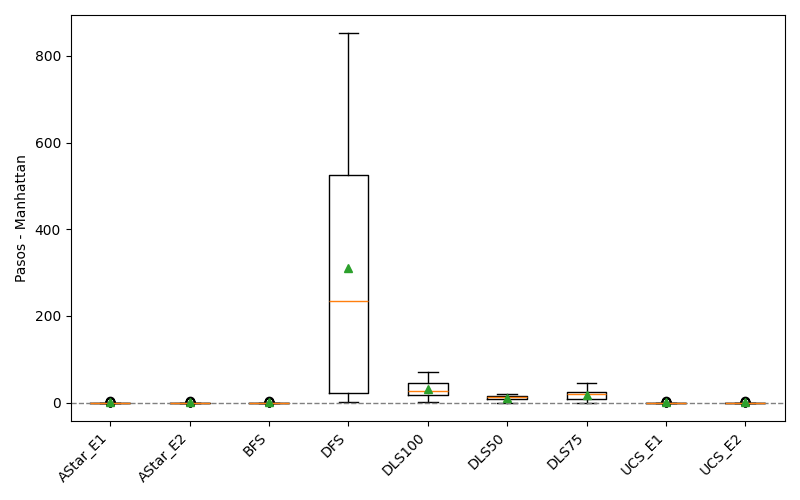 Pasos - Manhattan
800
600
400
200
0
AStar_E1
AStar_E2
BFS
DFS
DLS100
DLS50
DLS75
UCS_E1
UCS_E2